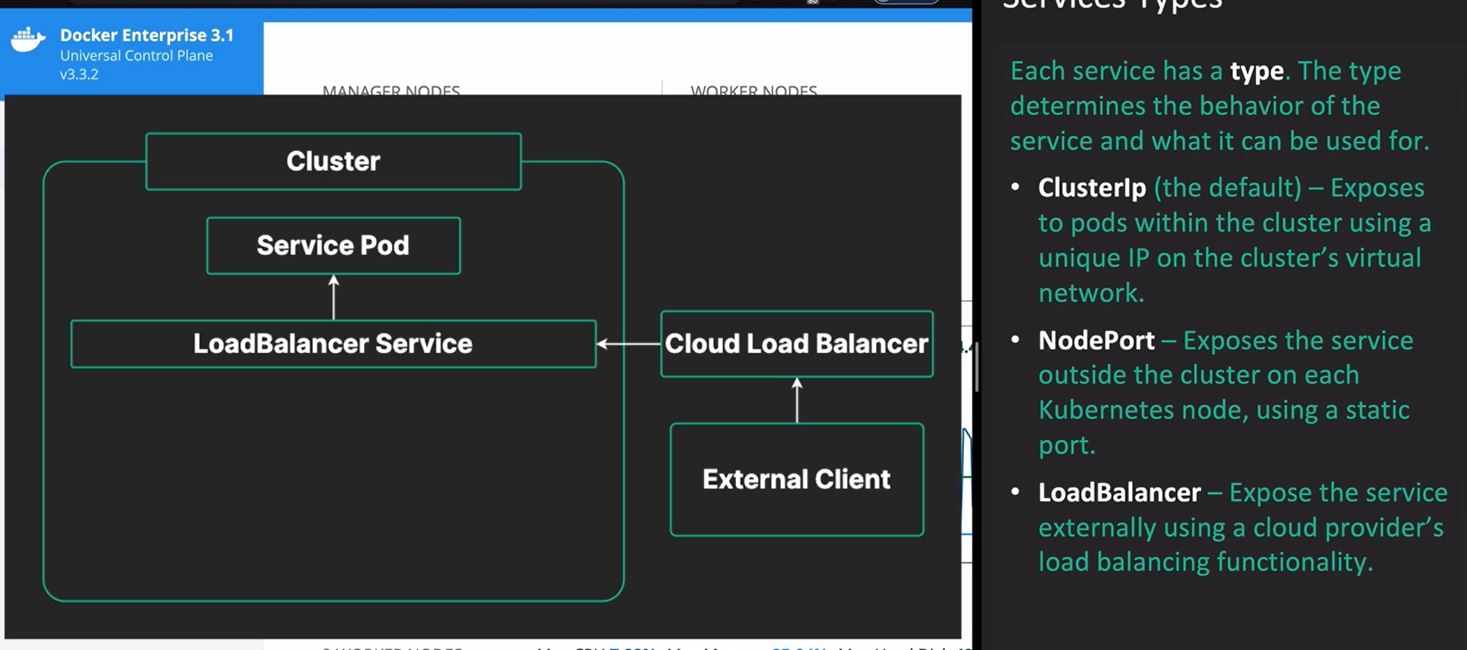 Services Types
Docker Enterprise 3.1
Universal Control Plane
v3.3.2
MANAGER NODES
WORKER NODES
Cluster
Service Pod
LoadBalancer Service
Cloud Load Balancer
External Client
Each service has a type. The type
determines the behavior of the
service and what it can be used for.
• ClusterIp (the default) – Exposes
to pods within the cluster using a
unique IP on the cluster’s virtual
network.
• NodePort – Exposes the service
outside the cluster on each
Kubernetes node, using a static
port.
• LoadBalancer – Expose the service
externally using a cloud provider’s
load balancing functionality.